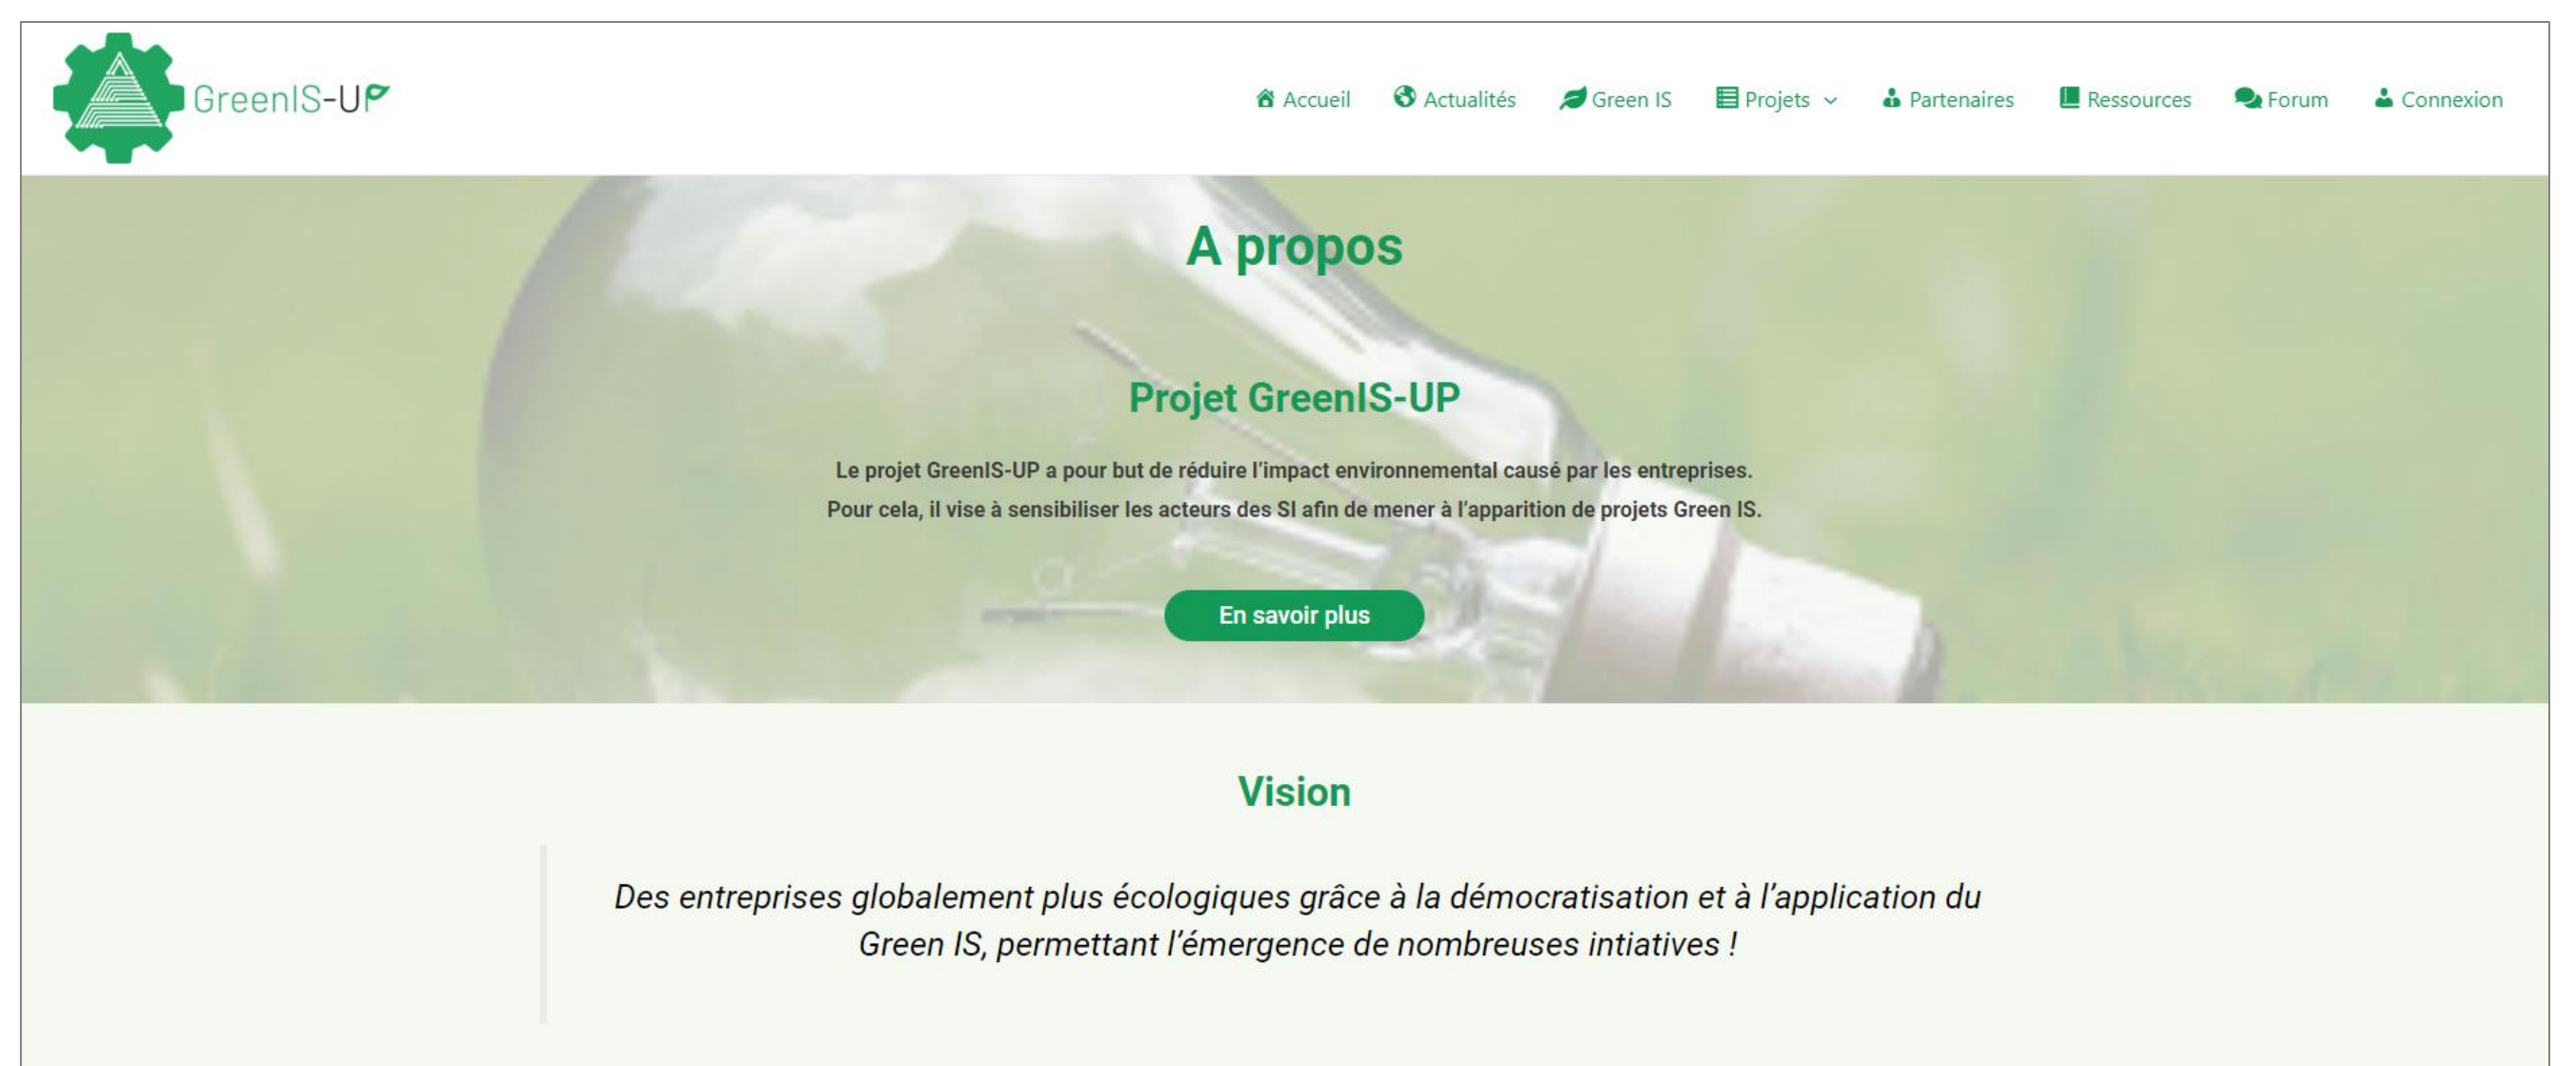 GreenIS-UP
Accueil Actualités Green IS Projets Partenaires Ressources Forum Connexion
A propos
Projet GreenIS-UP
Le projet GreenIS-UP a pour but de réduire l'impact environnemental causé par les entreprises.
Pour cela, il vise à sensibiliser les acteurs des SI afin de mener à l'apparition de projets Green IS.
En savoir plus
Vision
Des entreprises globalement plus écologiques grâce à la démocratisation et à l'application du
Green IS, permettant l'émergence de nombreuses intiatives !